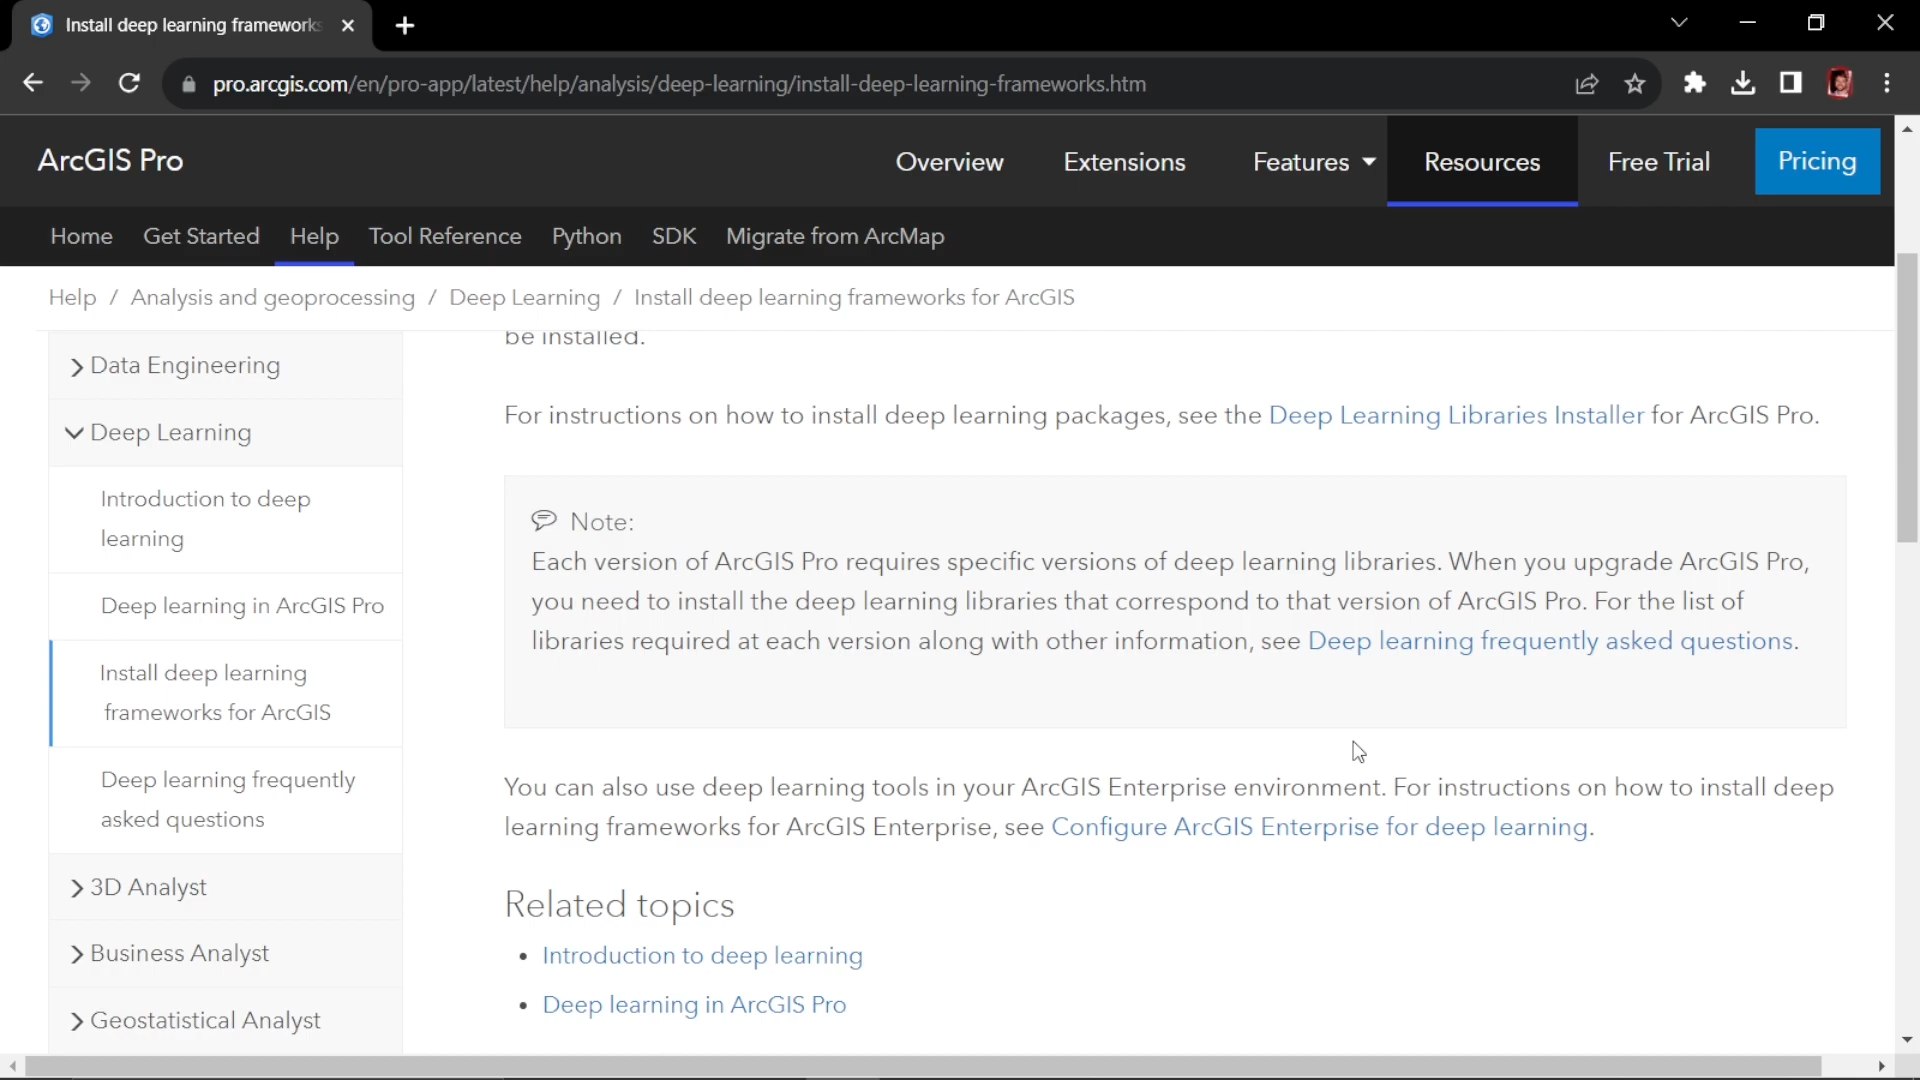 Install deep learning frameworks
pro.arcgis.com/en/pro-app/latest/help/analysis/deep-learning/install-deep-learning-frameworks.htm
ArcGIS Pro
Overview
Extensions
Features
Resources
Free Trial
Pricing
Home
Get Started
Help
Tool Reference
Python
SDK
Migrate from ArcMap
Help / Analysis and geoprocessing / Deep Learning / Install deep learning frameworks for ArcGIS
Data Engineering
Deep Learning
Introduction to deep
learning
Deep learning in ArcGIS Pro
Install deep learning
frameworks for ArcGIS
Deep learning frequently
asked questions
3D Analyst
Business Analyst
Geostatistical Analyst
be installed.
For instructions on how to install deep learning packages, see the Deep Learning Libraries Installer for ArcGIS Pro.
Note:
Each version of ArcGIS Pro requires specific versions of deep learning libraries. When you upgrade ArcGIS Pro,
you need to install the deep learning libraries that correspond to that version of ArcGIS Pro. For the list of
libraries required at each version along with other information, see Deep learning frequently asked questions.
You can also use deep learning tools in your ArcGIS Enterprise environment. For instructions on how to install deep
learning frameworks for ArcGIS Enterprise, see Configure ArcGIS Enterprise for deep learning.
Related topics
• Introduction to deep learning
• Deep learning in ArcGIS Pro